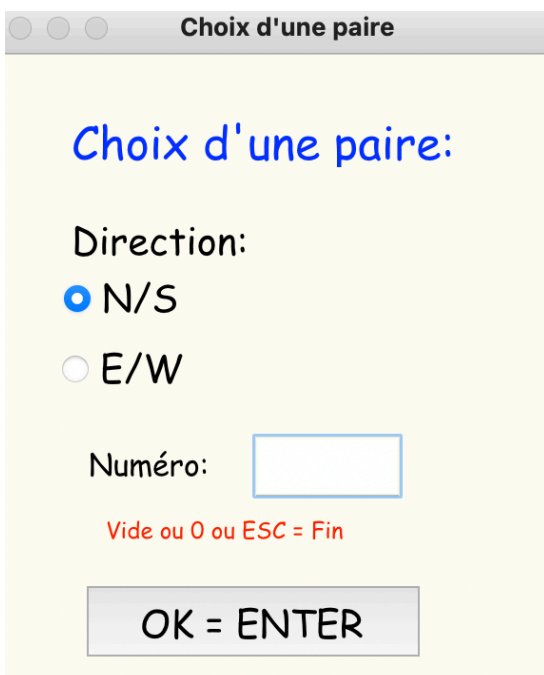 Choix d'une paire
Choix d'une paire:
Direction:
N/S
E/W
Numéro:
Vide ou 0 ou ESC = Fin
OK = ENTER